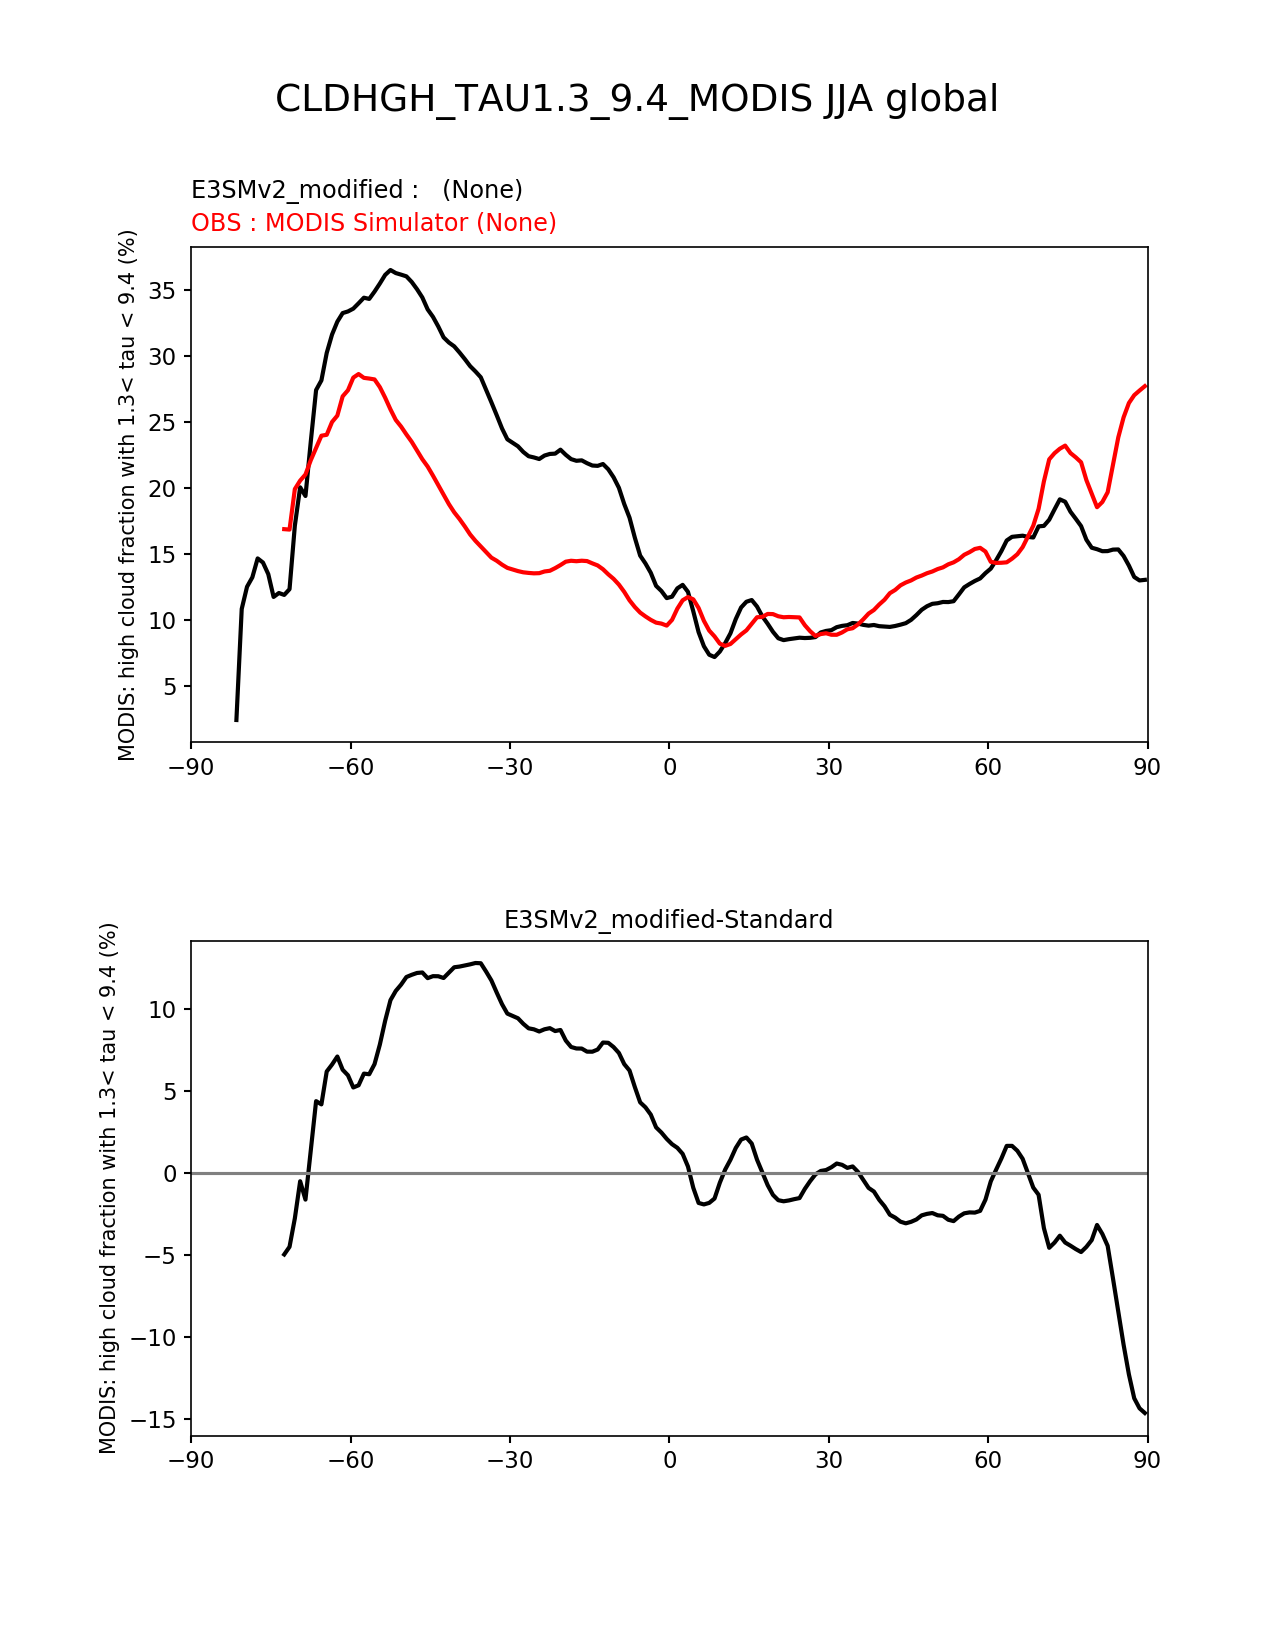 CLDHGH_TAU1.3_9.4_MODIS JJA global
E3SMv2_modified :   (None)
OBS : MODIS Simulator (None)
MODIS: high cloud fraction with 1.3< tau < 9.4 (%)
35
30
25
20
15
10
5
−90 −60 −30 0 30 60 90
E3SMv2_modified-Standard
MODIS: high cloud fraction with 1.3< tau < 9.4 (%)
10
5
0
−5
−10
−15
−90 −60 −30 0 30 60 90